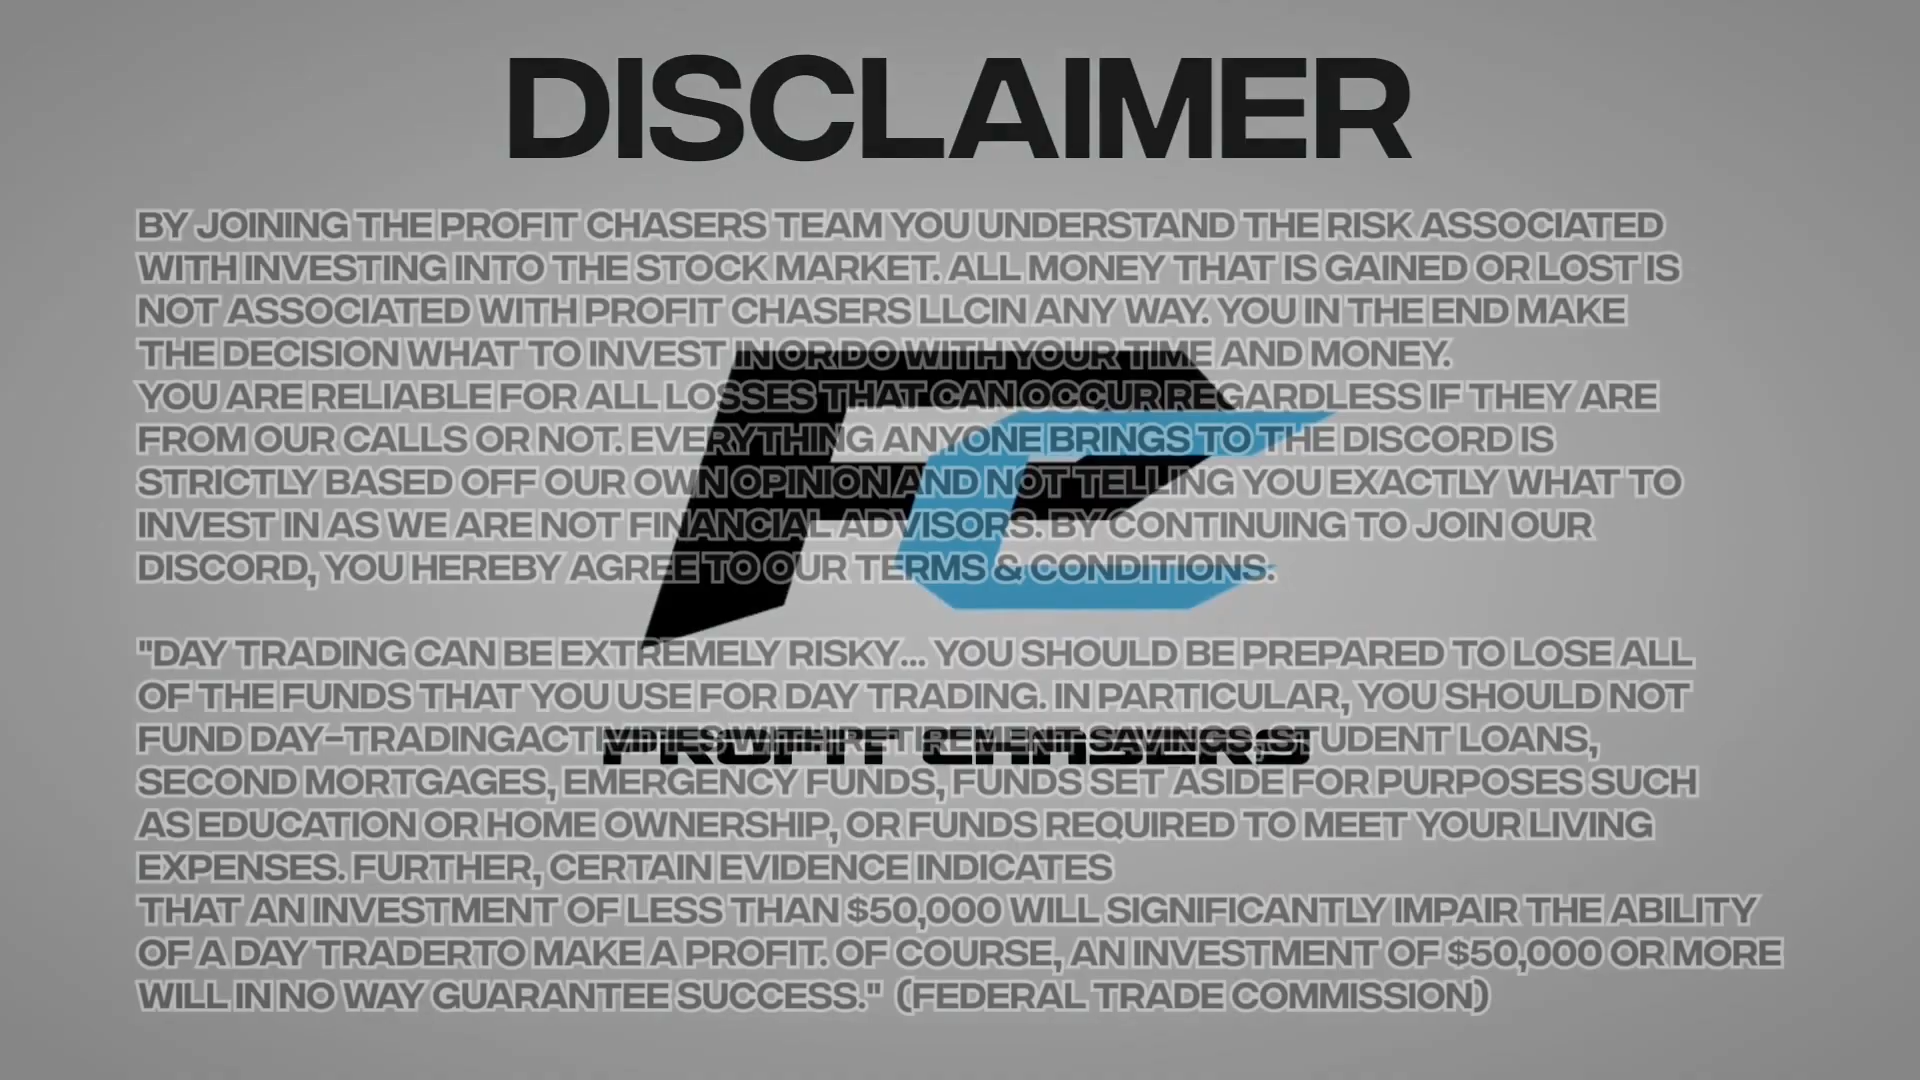 DISCLAIMER
BY JOINING THE PROFIT CHASERS TEAM YOU UNDERSTAND THE RISK ASSOCIATED
WITH INVESTING INTO THE STOCK MARKET. ALL MONEY THAT IS GAINED OR LOST IS
NOT ASSOCIATED WITH PROFIT CHASERS LLCIN ANY WAY. YOU IN THE END MAKE
THE DECISION WHAT TO INVEST IN OR DO WITH YOUR TIME AND MONEY.
YOU ARE RELIABLE FOR ALL LOSSES THAT CAN OCCUR REGARDLESS IF THEY ARE
FROM OUR CALLS OR NOT. EVERYTHING ANYONE BRINGS TO THE DISCORD IS
STRICTLY BASED OFF OUR OWN OPINION AND NOT TELLING YOU EXACTLY WHAT TO
INVEST IN AS WE ARE NOT FINANCIAL ADVISORS. BY CONTINUING TO JOIN OUR
DISCORD, YOU HEREBY AGREE TO OUR TERMS & CONDITIONS.
PC
"DAY TRADING CAN BE EXTREMELY RISKY... YOU SHOULD BE PREPARED TO LOSE ALL
OF THE FUNDS THAT YOU USE FOR DAY TRADING. IN PARTICULAR, YOU SHOULD NOT
FUND DAY-TRADINGACTIVITIES WITH RETIREMENT SAVINGS, STUDENT LOANS,
PROFIT CHASERS
SECOND MORTGAGES, EMERGENCY FUNDS, FUNDS SET ASIDE FOR PURPOSES SUCH
AS EDUCATION OR HOME OWNERSHIP, OR FUNDS REQUIRED TO MEET YOUR LIVING
EXPENSES. FURTHER, CERTAIN EVIDENCE INDICATES
THAT AN INVESTMENT OF LESS THAN $50,000 WILL SIGNIFICANTLY IMPAIR THE ABILITY
OF A DAY TRADERTO MAKE A PROFIT. OF COURSE, AN INVESTMENT OF $50,000 OR MORE
WILL IN NO WAY GUARANTEE SUCCESS." (FEDERAL TRADE COMMISSION)